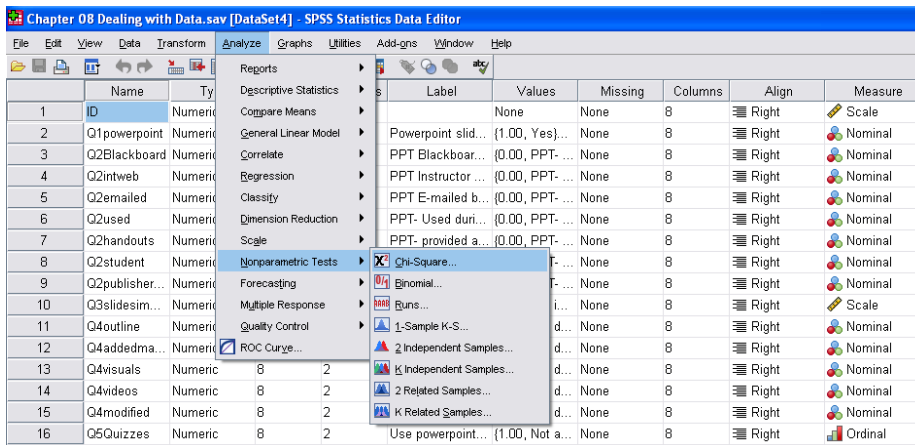 Chapter 08 Dealing with Data.sav [DataSet4] - SPSS Statistics Data Editor
File Edit View Data Transform Analyze Graphs Utilities Add-ons Window Help
Name Ty s Label Values Missing Columns Align Measure
1 ID Numeric None None 8 Right Scale
2 Q1powerpoint Numeric Powerpoint slid... {1.00, Yes}... None 8 Right Nominal
3 Q2Blackboard Numeric PPT Blackboar... {0.00, PPT- ... None 8 Right Nominal
4 Q2intweb Numeric PPT Instructor ... {0.00, PPT- ... None 8 Right Nominal
5 Q2emailed Numeric PPT E-mailed b... {0.00, PPT- ... None 8 Right Nominal
6 Q2used Numeric PPT- Used duri... {0.00, PPT- ... None 8 Right Nominal
7 Q2handouts Numeric PPT- provided a... {0.00, PPT- ... None 8 Right Nominal
8 Q2student Numeric T- ... None 8 Right Nominal
9 Q2publisher... Numeric T- ... None 8 Right Nominal
10 Q3slidesim... Numeric i... None 8 Right Scale
11 Q4outline Numeric d... None 8 Right Nominal
12 Q4addedma... Numeric d... None 8 Right Nominal
13 Q4visuals Numeric 8 2 d... None 8 Right Nominal
14 Q4videos Numeric 8 2 d... None 8 Right Nominal
15 Q4modified Numeric 8 2 d... None 8 Right Nominal
16 Q5Quizzes Numeric 8 2 Use powerpoint... {1.00, Not a... None 8 Right Ordinal
Reports
Descriptive Statistics
Compare Means
General Linear Model
Correlate
Regression
Classify
Dimension Reduction
Scale
Nonparametric Tests
Forecasting
Multiple Response
Quality Control
ROC Curve...
X² Chi-Square...
0/1 Binomial...
AAAB Runs...
1-Sample K-S...
2 Independent Samples...
K Independent Samples...
2 Related Samples...
K Related Samples...